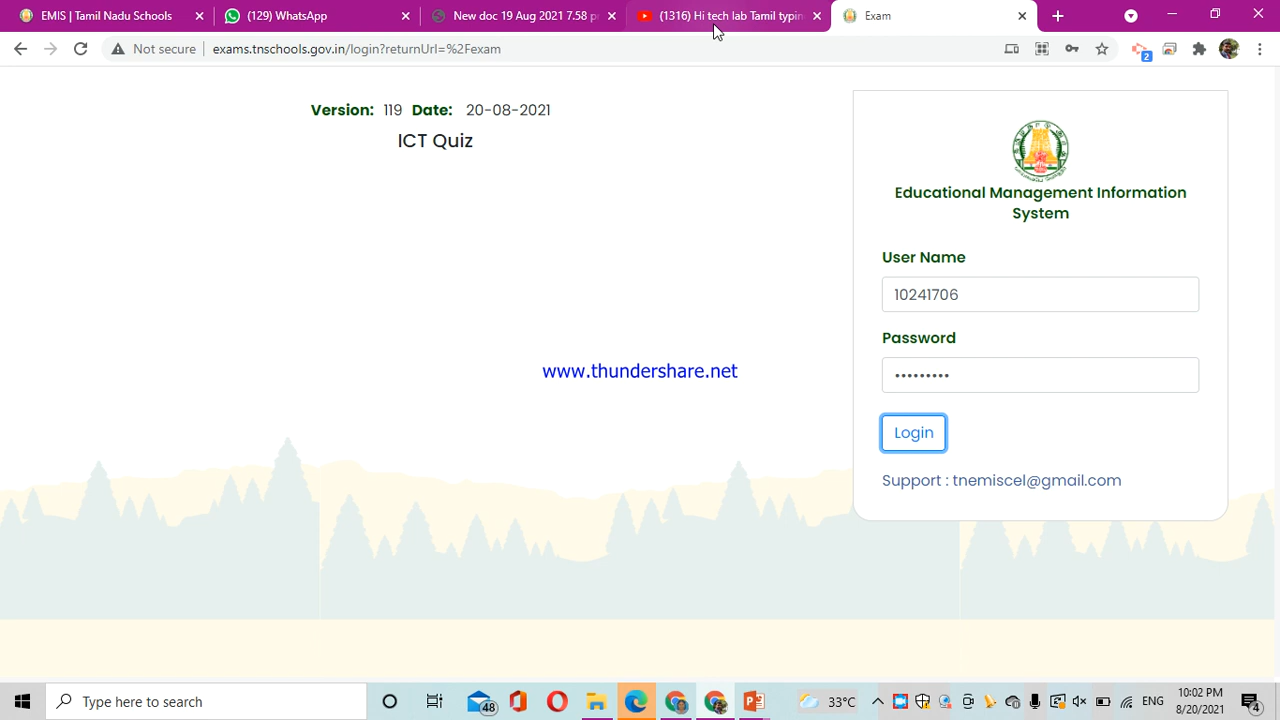 EMIS | Tamil Nadu Schools
(129) WhatsApp
New doc 19 Aug 2021 7.58 p
(1316) Hi tech lab Tamil typin
Exam
Not secure
exams.tnschools.gov.in/login?returnUrl=%2Fexam
2
Version: 119 Date: 20-08-2021
ICT Quiz
Educational Management Information
System
User Name
10241706
Password
•••••••••
Login
Support : tnemiscel@gmail.com
www.thundershare.net
Type here to search
48
33°C
ENG
10:02 PM
8/20/2021
4